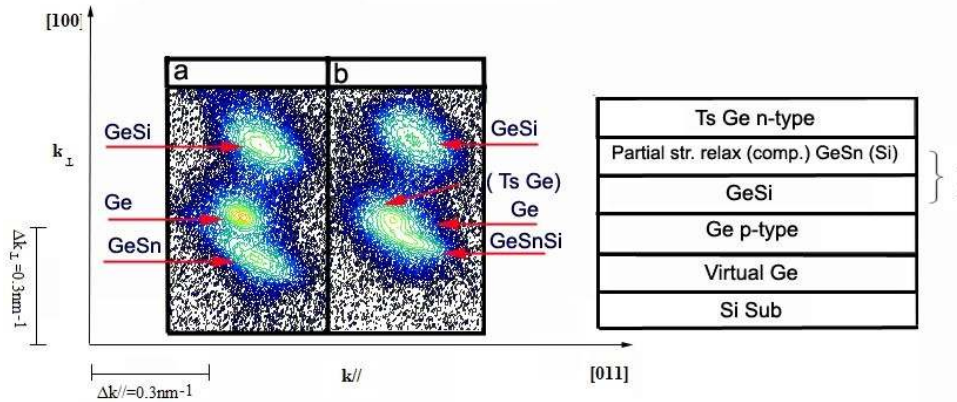 [100]
a
b
GeSi
GeSi
k⊥
( Ts Ge)
Ge
Ge
GeSn
GeSnSi
Δk⊥=0.3nm-1
Δk//=0.3nm-1
k//
[011]
Ts Ge n-type
Partial str. relax (comp.) GeSn (Si)
GeSi
Ge p-type
Virtual Ge
Si Sub